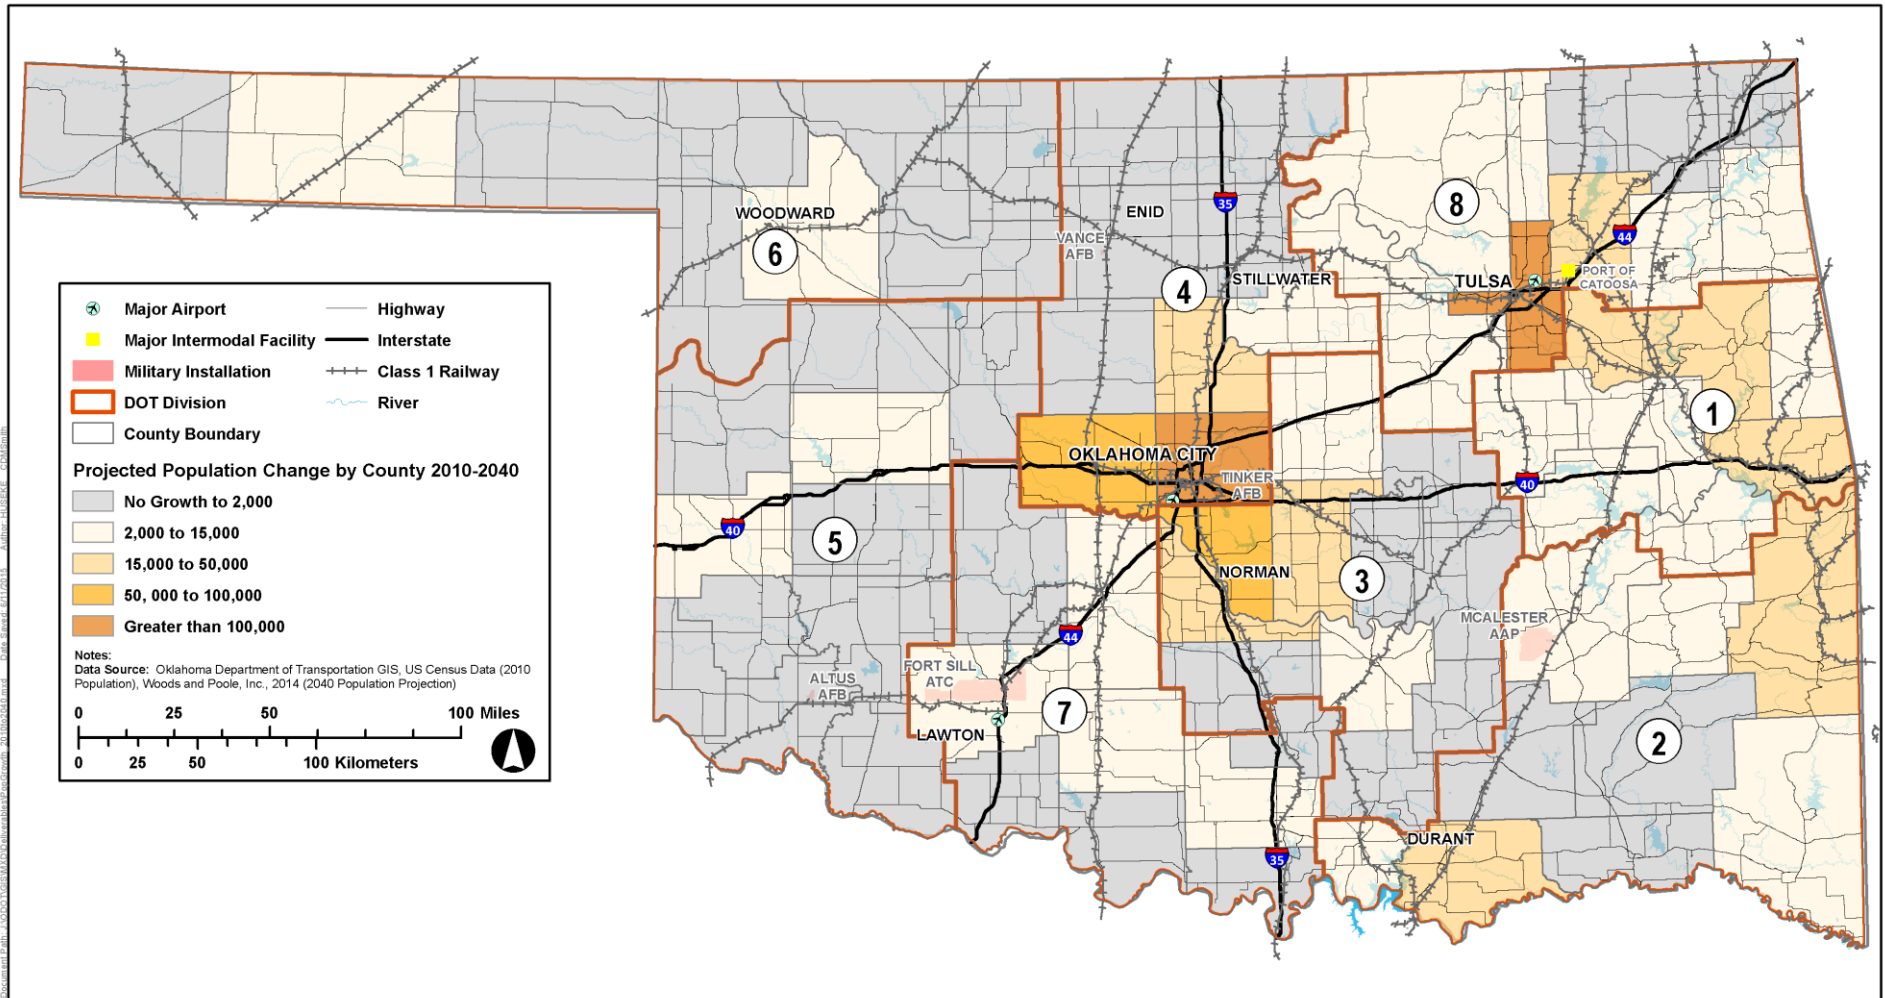 WOODWARD
6
ENID
VANCE
AFB
35
8
44
4
STILLWATER
TULSA
PORT OF
CATOOSA
Major Airport
Highway
Major Intermodal Facility
Interstate
Military Installation
Class 1 Railway
DOT Division
River
County Boundary
Projected Population Change by County 2010-2040
No Growth to 2,000
2,000 to 15,000
15,000 to 50,000
50, 000 to 100,000
Greater than 100,000
Notes:
Data Source: Oklahoma Department of Transportation GIS, US Census Data (2010
Population), Woods and Poole, Inc., 2014 (2040 Population Projection)
0 25 50 100 Miles
0 25 50 100 Kilometers
1
OKLAHOMA CITY
TINKER
AFB
40
40
5
NORMAN
3
44
MCALESTER
AAP
ALTUS
AFB
FORT SILL
ATC
7
LAWTON
2
DURANT
35